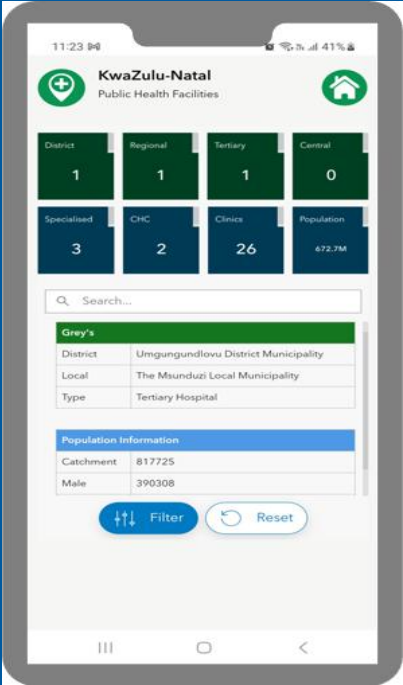 11:23
41%
KwaZulu-Natal
Public Health Facilities
District Regional Tertiary Central
1 1 1 0
Specialised CHC Clinics Population
3 2 26 672.7M
Search...
Grey's
District Umgungundlovu District Municipality
Local The Msunduzi Local Municipality
Type Tertiary Hospital
Population Information
Catchment 817725
Male 390308
Filter Reset